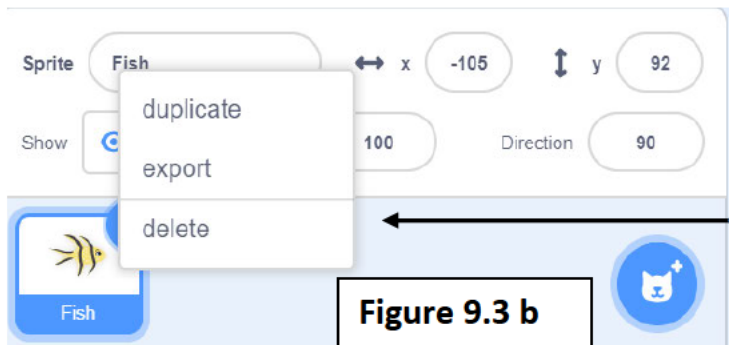 Sprite Fish x -105 y 92
duplicate
Show 100 Direction 90
export
delete
Fish
Figure 9.3 b